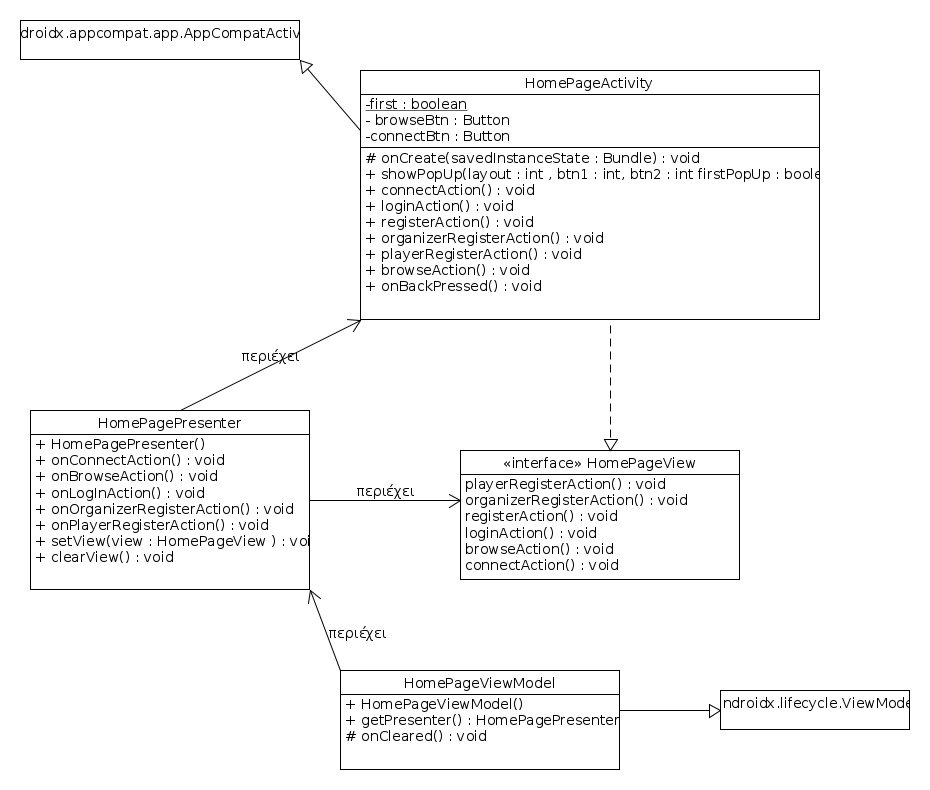 droidx.appcompat.app.AppCompatActiv
HomePageActivity
-first : boolean
- browseBtn : Button
-connectBtn : Button
# onCreate(savedInstanceState : Bundle) : void
+ showPopUp(layout : int , btn1 : int, btn2 : int firstPopUp : boole
+ connectAction() : void
+ loginAction() : void
+ registerAction() : void
+ organizerRegisterAction() : void
+ playerRegisterAction() : void
+ browseAction() : void
+ onBackPressed() : void
περιέχει
HomePagePresenter
+ HomePagePresenter()
+ onConnectAction() : void
+ onBrowseAction() : void
+ onLogInAction() : void
+ onOrganizerRegisterAction() : void
+ onPlayerRegisterAction() : void
+ setView(view : HomePageView ) : voi
+ clearView() : void
περιέχει
«interface» HomePageView
playerRegisterAction() : void
organizerRegisterAction() : void
registerAction() : void
loginAction() : void
browseAction() : void
connectAction() : void
περιέχει
HomePageViewModel
+ HomePageViewModel()
+ getPresenter() : HomePagePresenter
# onCleared() : void
ndroidx.lifecycle.ViewMode